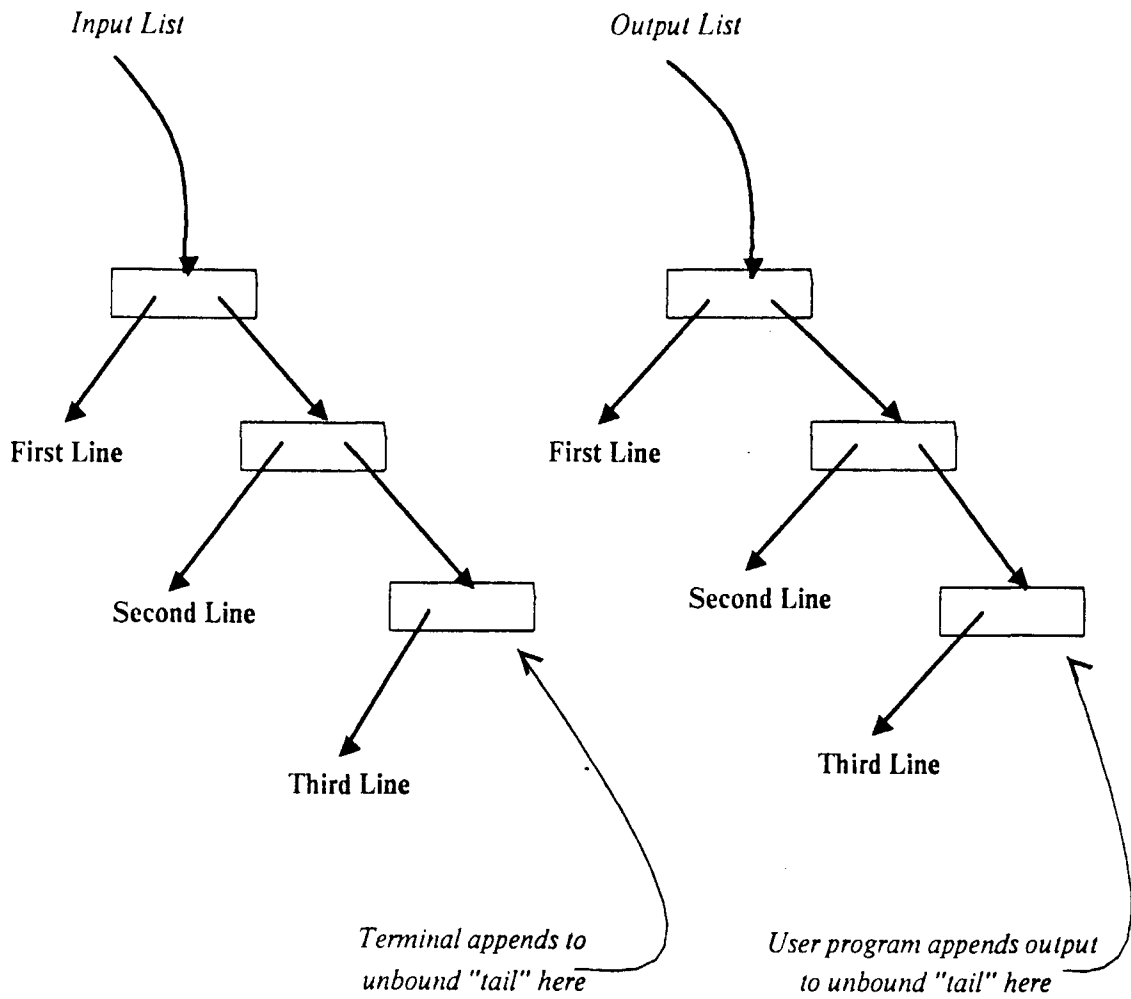 Input List
Output List
First Line
First Line
Second Line
Second Line
Third Line
Third Line
Terminal appends to
unbound "tail" here
User program appends output
to unbound "tail" here